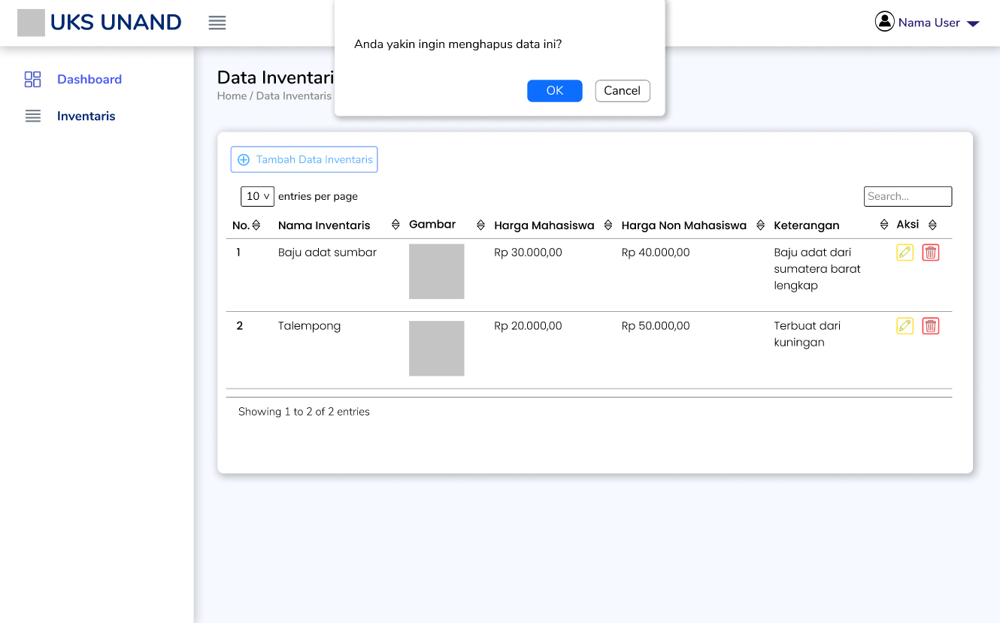 UKS UNAND
Nama User
Anda yakin ingin menghapus data ini?
OK Cancel
Dashboard
Inventaris
Data Inventari
Home / Data Inventaris
Tambah Data Inventaris
10 v entries per page
Search...
No. Nama Inventaris Gambar Harga Mahasiswa Harga Non Mahasiswa Keterangan Aksi
1 Baju adat sumbar Rp 30.000,00 Rp 40.000,00 Baju adat dari
sumatera barat
lengkap
2 Talempong Rp 20.000,00 Rp 50.000,00 Terbuat dari
kuningan
Showing 1 to 2 of 2 entries